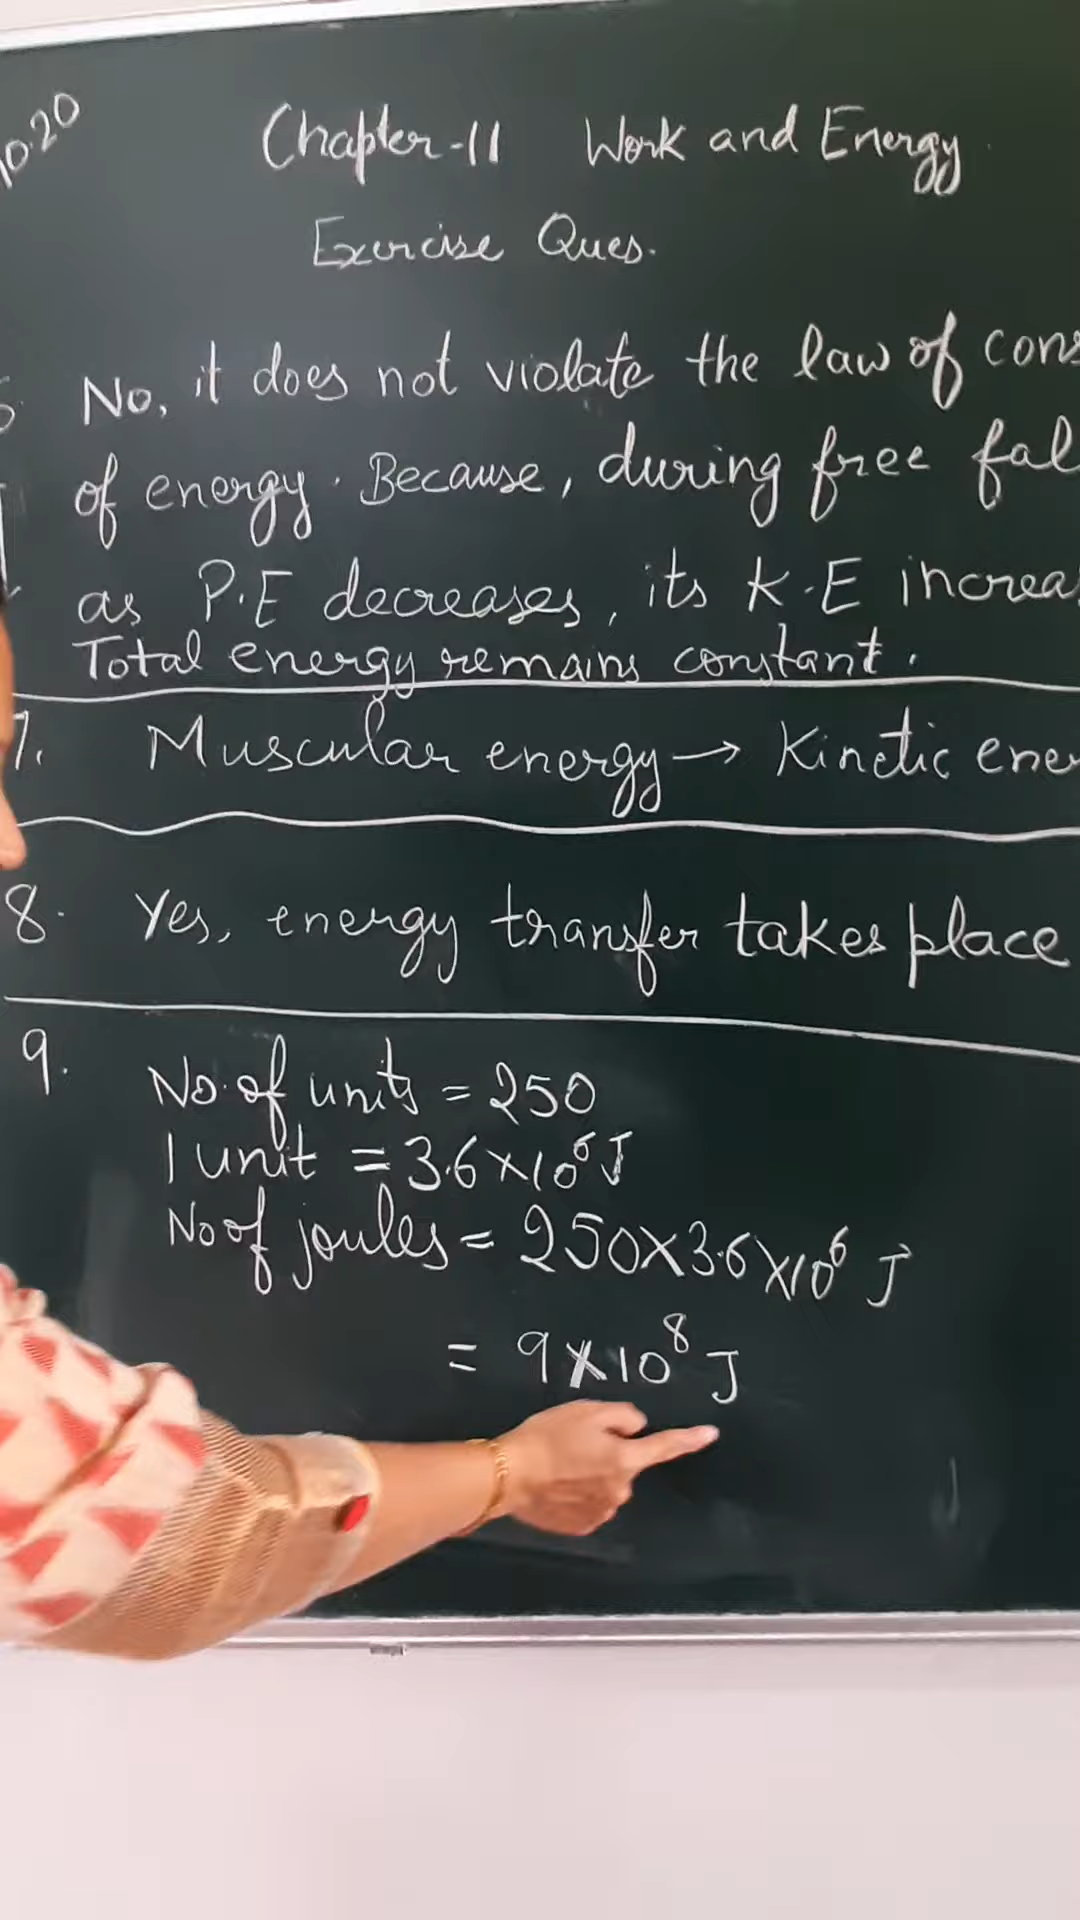 10.20
Chapter-11 Work and Energy
Exercise Ques.
No, it does not violate the law of cons
of energy. Because, during free fal
as P.E decreases, its K.E increa
Total energy remains constant.
7. Muscular energy → Kinetic ene
8. Yes, energy transfer takes place
9.
No. of units = 250
1 unit = 3.6×10⁶J
No of joules = 250×3.6×10⁶ J
= 9×10⁸ J